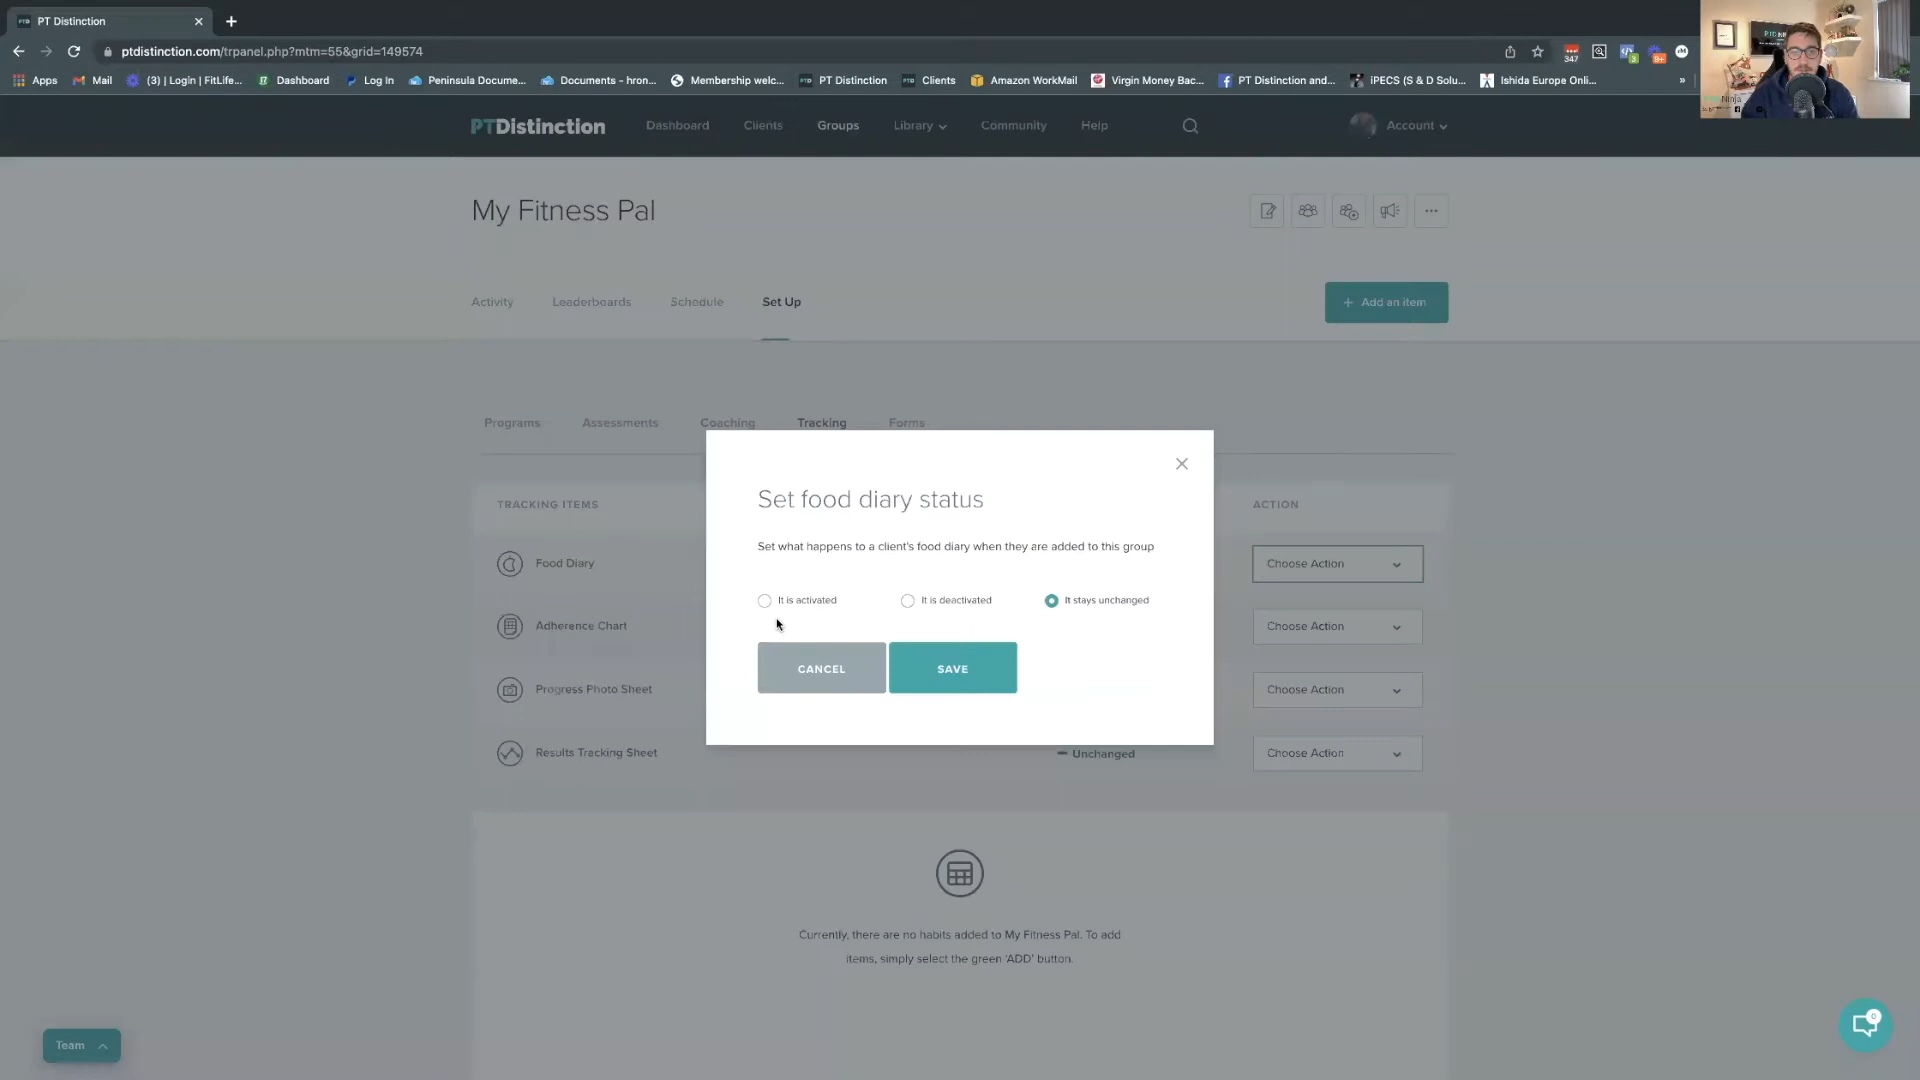 PT Distinction
ptdistinction.com/trpanel.php?mtm=55&grid=149574
347
3
9+
Apps
Mail
(3) | Login | FitLife...
Dashboard
Log In
Peninsula Docume...
Documents - hron...
Membership welc...
PT Distinction
Clients
Amazon WorkMail
Virgin Money Bac...
PT Distinction and...
iPECS (S & D Solu...
Ishida Europe Onli...
»
PTDistinction
Dashboard
Clients
Groups
Library
Community
Help
Account
My Fitness Pal
Activity
Leaderboards
Schedule
Set Up
+ Add an item
Programs
Assessments
Coaching
Tracking
Forms
TRACKING ITEMS
ACTION
Food Diary
Choose Action
Adherence Chart
Choose Action
Progress Photo Sheet
Choose Action
Results Tracking Sheet
Unchanged
Choose Action
Set food diary status
Set what happens to a client's food diary when they are added to this group
It is activated
It is deactivated
It stays unchanged
CANCEL
SAVE
Currently, there are no habits added to My Fitness Pal. To add
items, simply select the green 'ADD' button.
Team
0